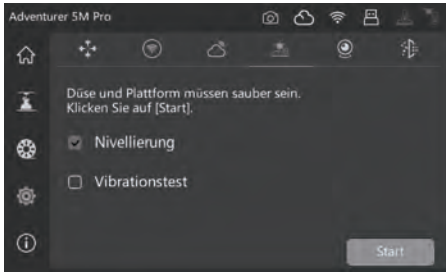 Adventurer 5M Pro
Düse und Plattform müssen sauber sein.
Klicken Sie auf [Start].
Nivellierung
Vibrationstest
Start